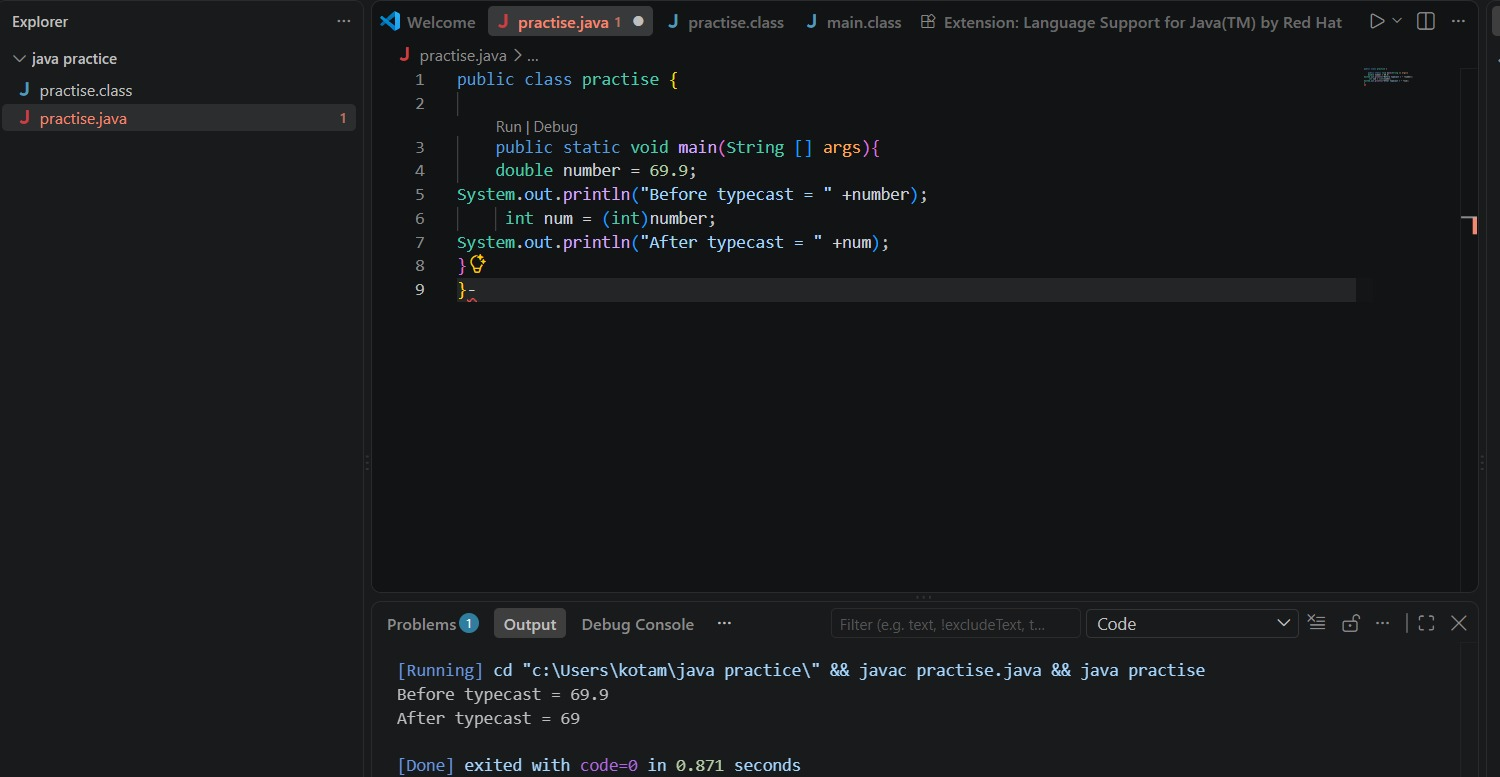 Explorer
java practice
practise.class
practise.java 1
Welcome practise.java 1 practise.class main.class Extension: Language Support for Java(TM) by Red Hat
practise.java > ...
1 public class practise {
2
Run | Debug
3 public static void main(String [] args){
4 double number = 69.9;
5 System.out.println("Before typecast = " +number);
6 int num = (int)number;
7 System.out.println("After typecast = " +num);
8 }
9 }-
Problems 1 Output Debug Console Filter (e.g. text, !excludeText, t... Code
[Running] cd "c:\Users\kotam\java practice\" && javac practise.java && java practise
Before typecast = 69.9
After typecast = 69
[Done] exited with code=0 in 0.871 seconds